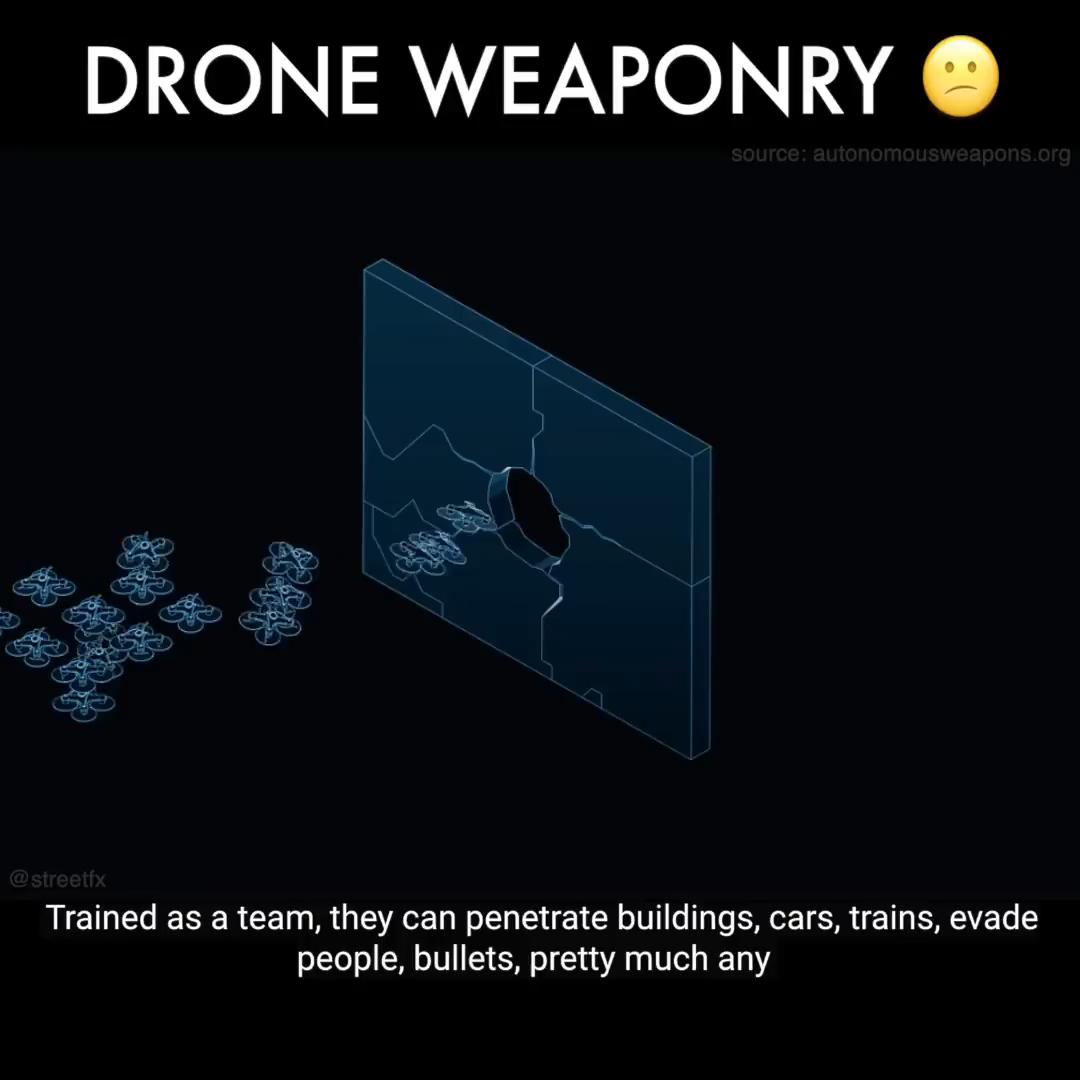 DRONE WEAPONRY 😕
source: autonomousweapons.org
@streetfx
Trained as a team, they can penetrate buildings, cars, trains, evade
people, bullets, pretty much any